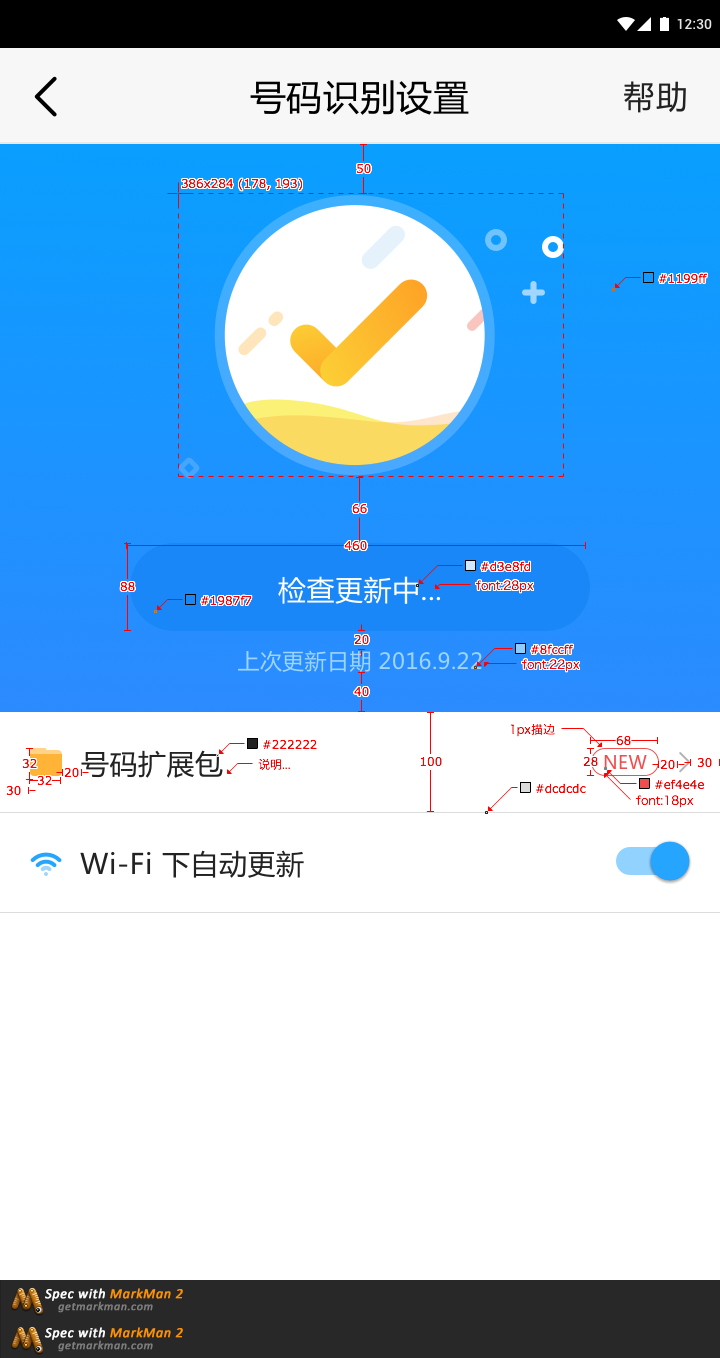 12:30
号码识别设置
帮助
50
386x284 (178, 193)
#1199ff
66
460
88
#d3e8fd
font:28px
#1987f7
检查更新中...
20
#8fccff
上次更新日期 2016.9.22
font:22px
40
1px描边
68
#222222
号码扩展包
说明...
32
20
32
30
100
28
NEW
20
30
#ef4e4e
#dcdcdc
font:18px
Wi-Fi 下自动更新
Spec with MarkMan 2
getmarkman.com
Spec with MarkMan 2
getmarkman.com